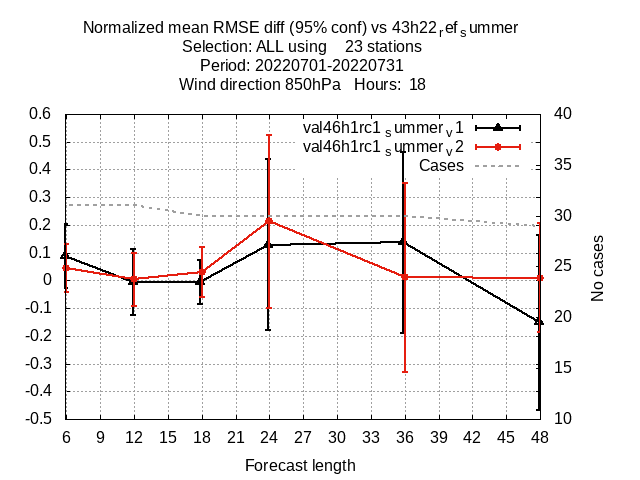 Normalized mean RMSE diff (95% conf) vs 43h22_ref_summer
Selection: ALL using 23 stations
Period: 20220701-20220731
Wind direction 850hPa Hours: 18
val46h1rc1_summer_v1
val46h1rc1_summer_v2
Cases
0.6
0.5
0.4
0.3
0.2
0.1
0
-0.1
-0.2
-0.3
-0.4
-0.5
40
35
30
25
20
15
10
No cases
6 9 12 15 18 21 24 27 30 33 36 39 42 45 48
Forecast length